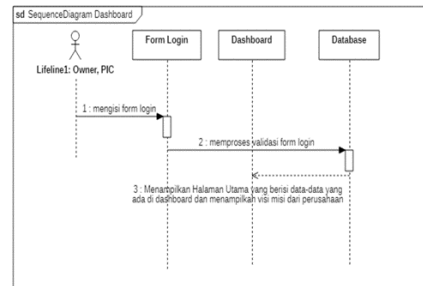 sd SequenceDiagram Dashboard
Form Login
Dashboard
Database
Lifeline1: Owner, PIC
1 : mengisi form login
2 : memproses validasi form login
3 : Menampilkan Halaman Utama yang berisi data-data yang
ada di dashboard dan menampilkan visi misi dari perusahaan